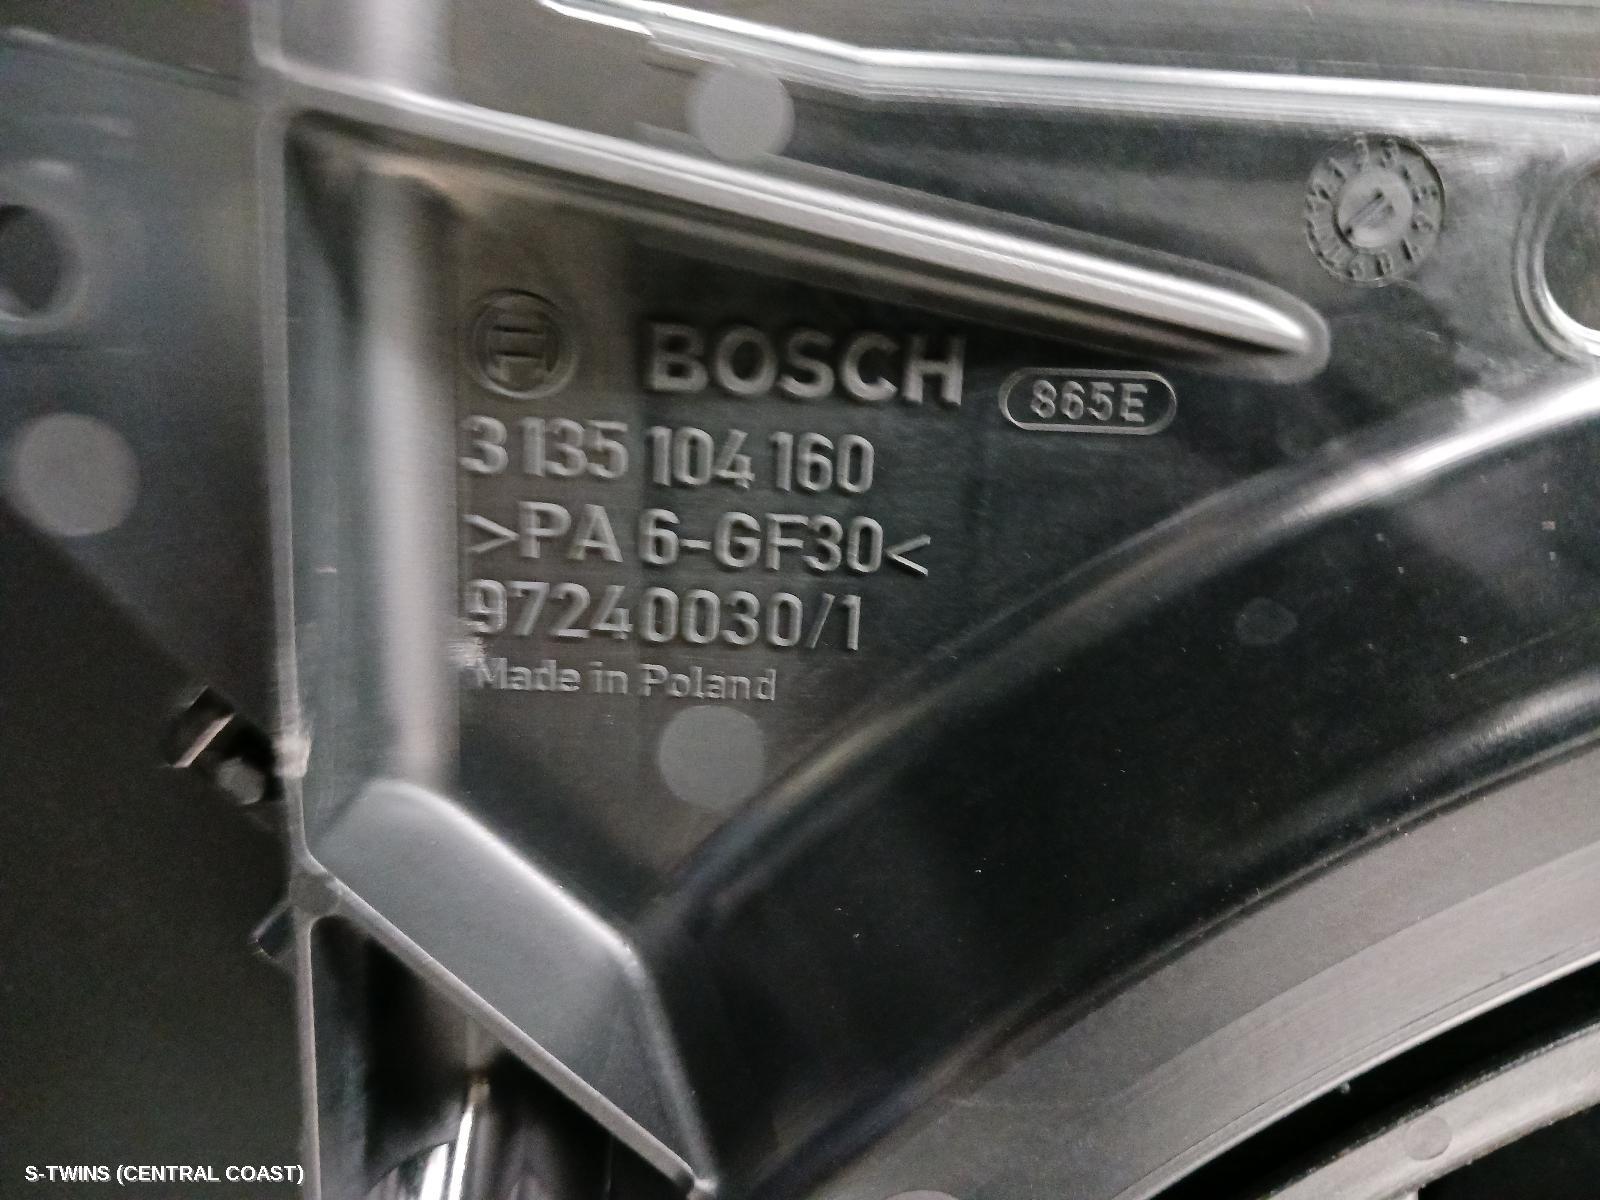 BOSCH 865E
3 135 104 160
>PA 6-GF30<
97240030/1
Made in Poland
S-TWINS (CENTRAL COAST)